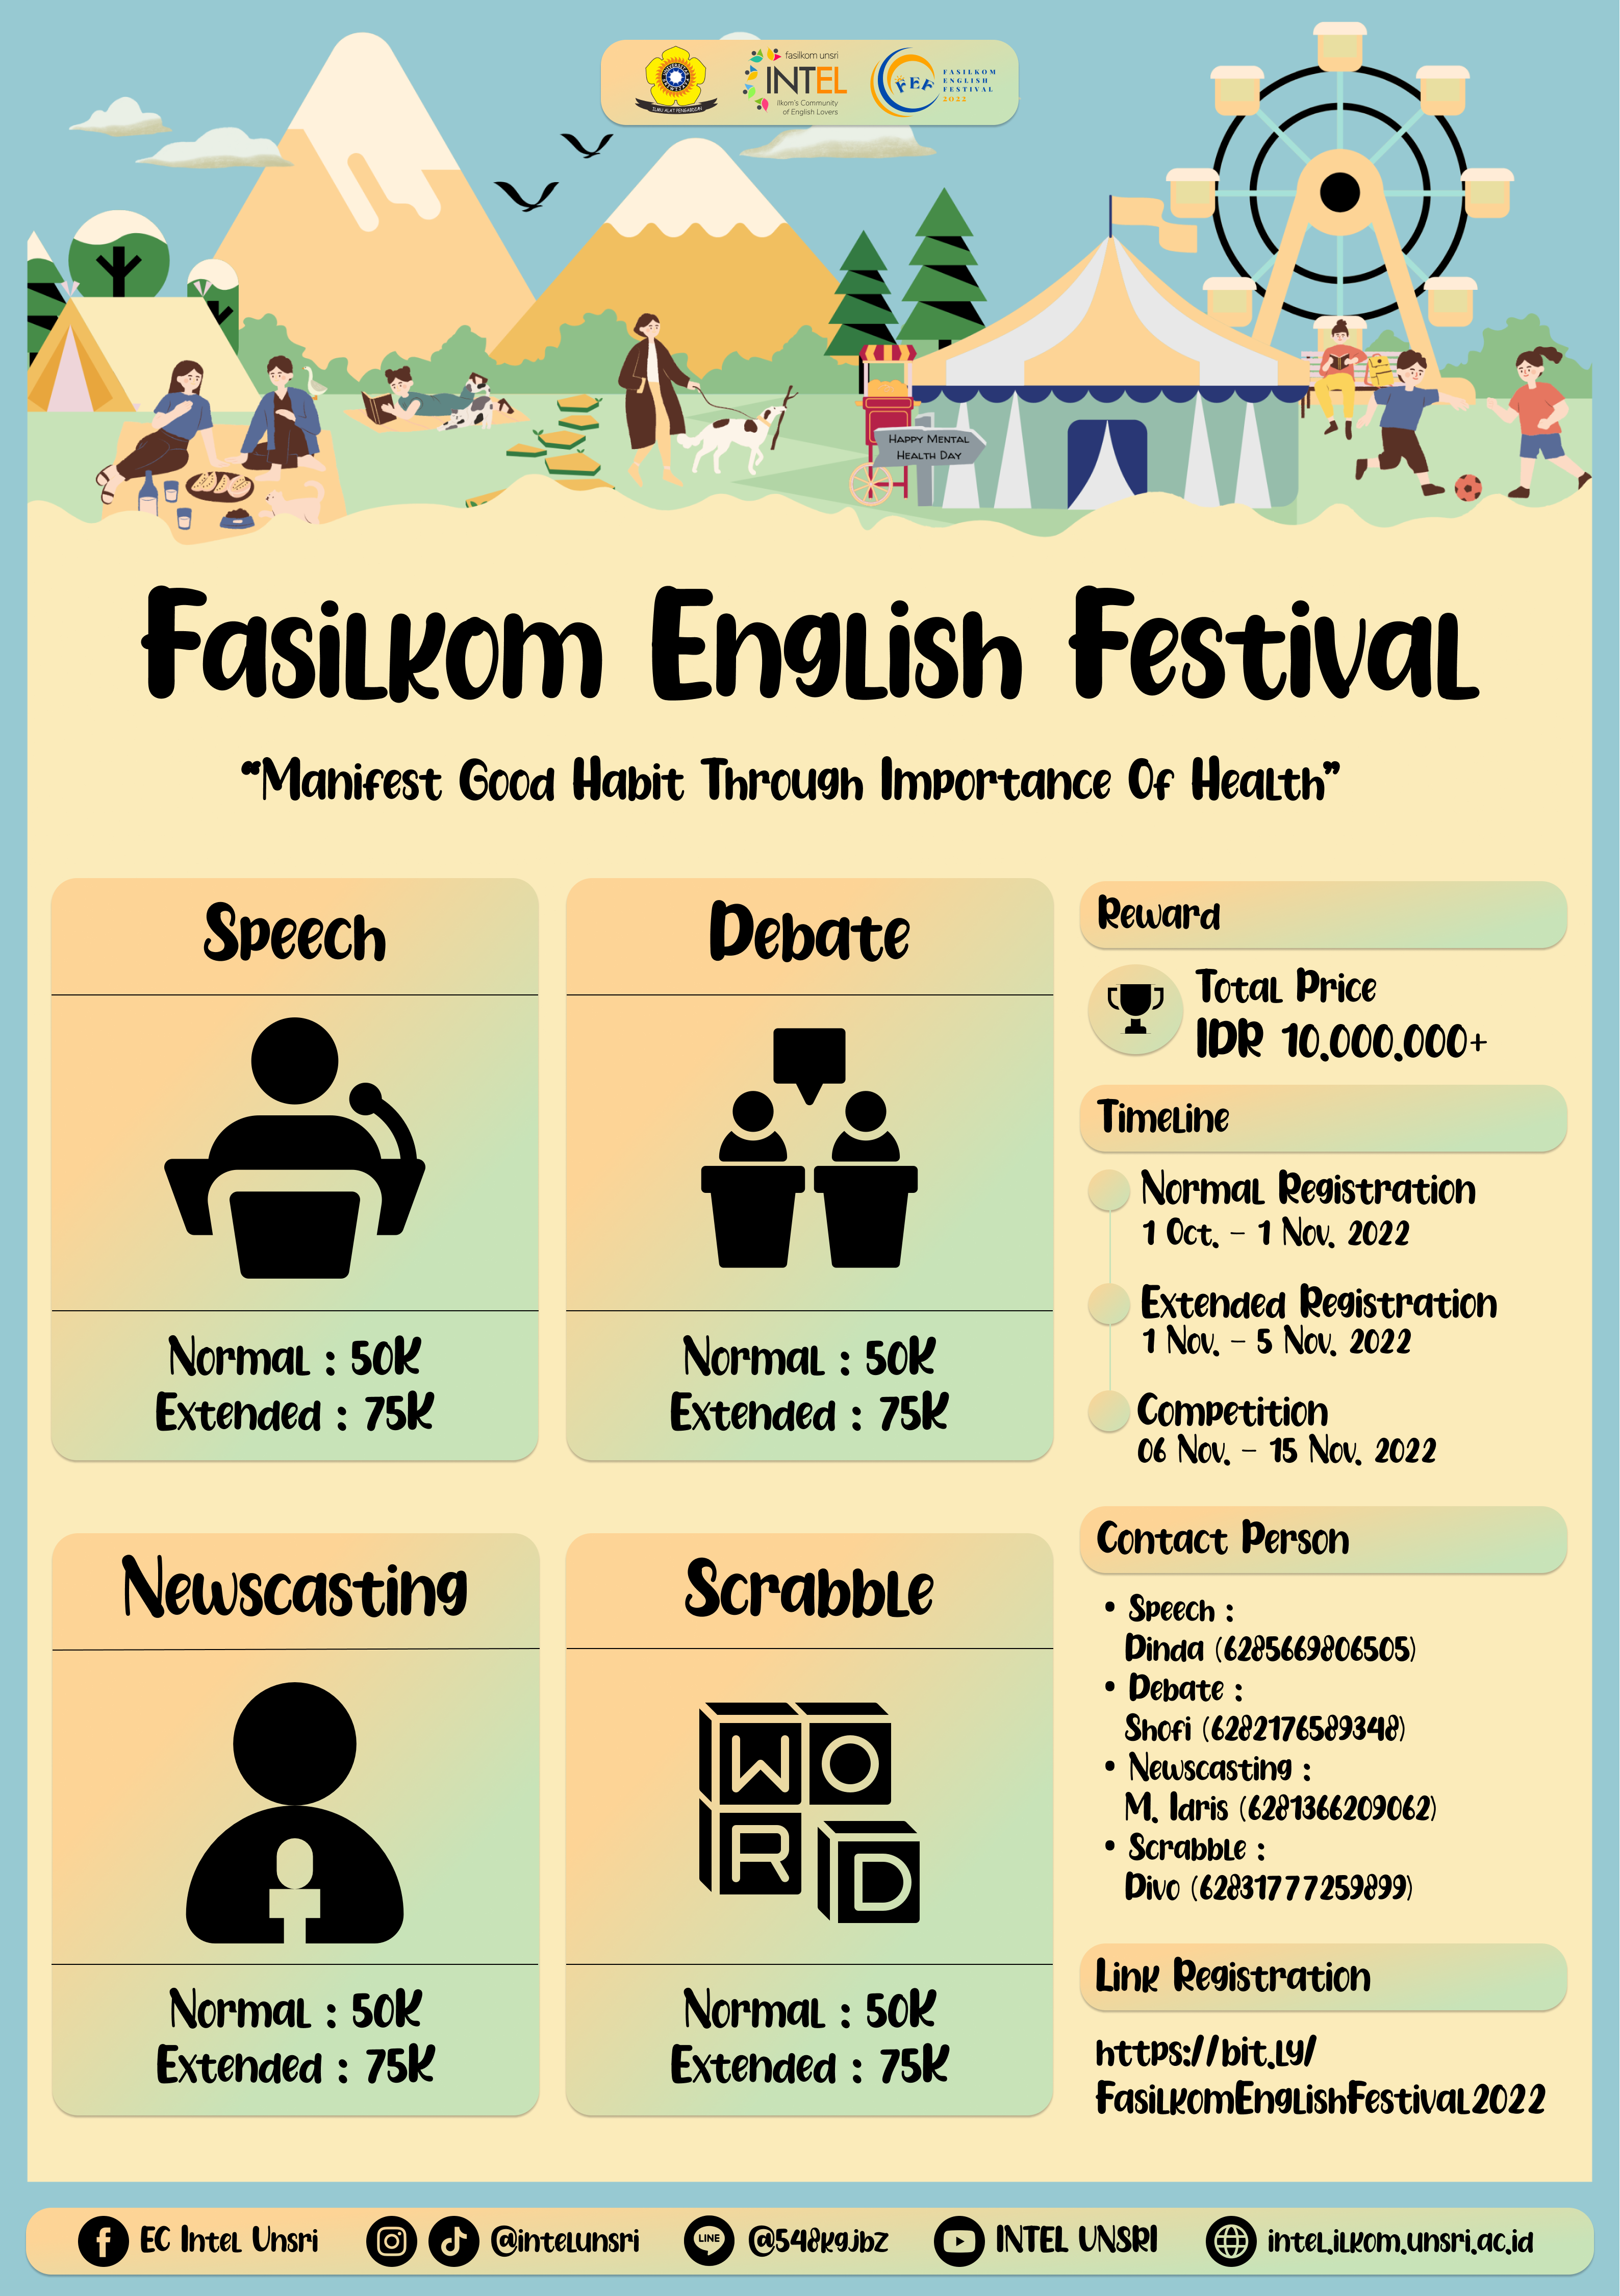 ILMU ALAT PENGABDIAN
fasilkom unsri
INTEL
Ilkom's Community
of English Lovers
FEF
FASILKOM
ENGLISH
FESTIVAL
2022
HAPPY MENTAL
HEALTH DAY
Fasilkom English Festival
“Manifest Good Habit Through Importance Of Health”
Speech
Normal : 50K
Extended : 75K
Debate
Normal : 50K
Extended : 75K
Newscasting
Normal : 50K
Extended : 75K
Scrabble
W O
R D
Normal : 50K
Extended : 75K
Reward
Total Price
IDR 10.000.000+
Timeline
Normal Registration
1 Oct. - 1 Nov. 2022
Extended Registration
1 Nov. - 5 Nov. 2022
Competition
06 Nov. - 15 Nov. 2022
Contact Person
• Speech :
Dinda (6285669806505)
• Debate :
Shofi (6282176589348)
• Newscasting :
M. Idris (6281366209062)
• Scrabble :
Divo (62831777259899)
Link Registration
https://bit.ly/
FasilkomEnglishFestival2022
EC Intel Unsri
@intelunsri
LINE
@548kgjbz
INTEL UNSRI
intel.ilkom.unsri.ac.id